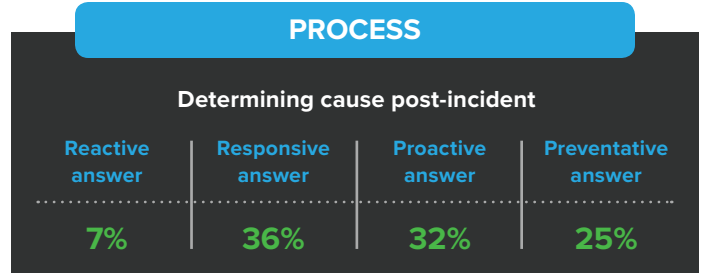 PROCESS
Determining cause post-incident
Reactive answer
Responsive answer
Proactive answer
Preventative answer
7%
36%
32%
25%